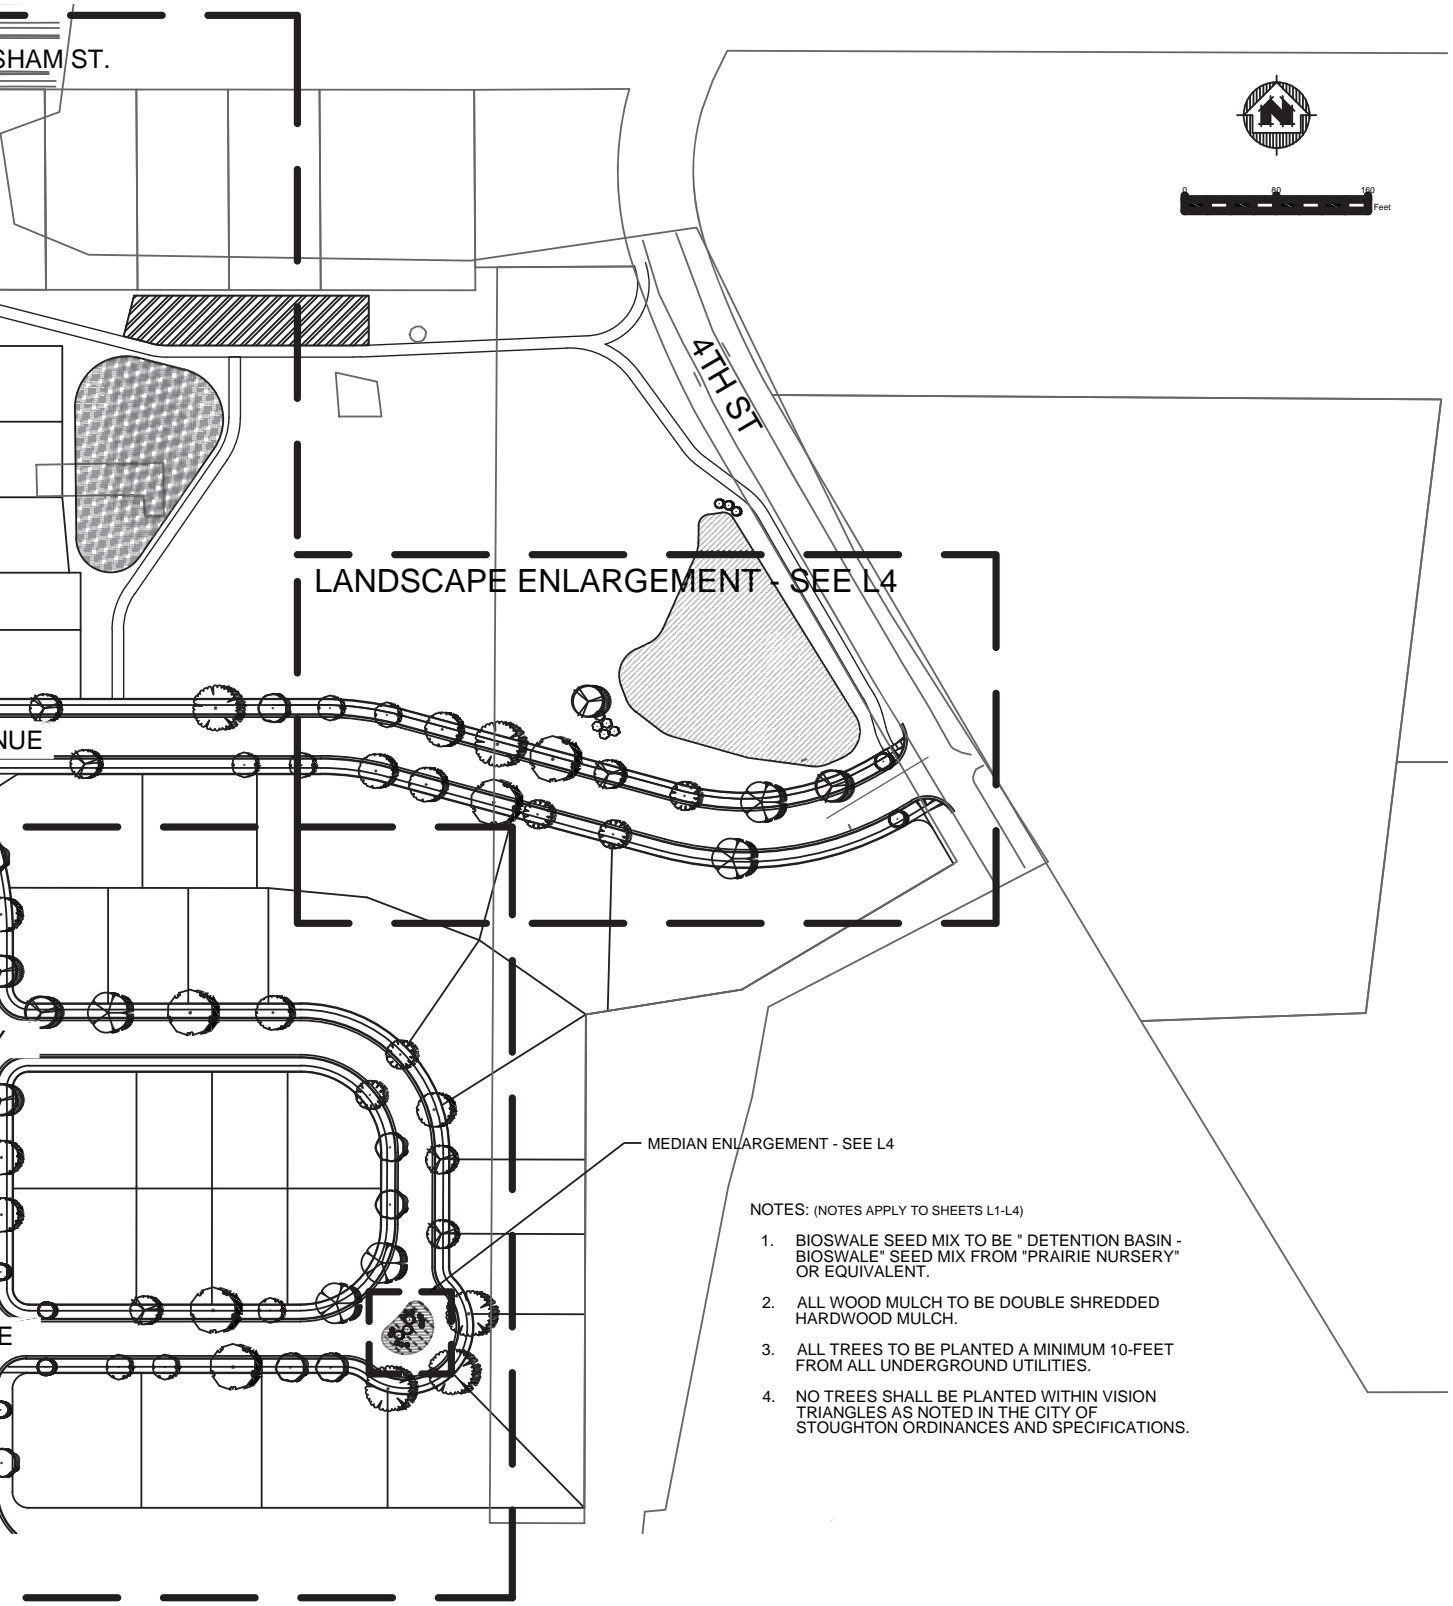 SHAM ST.
N
0 80 160
Feet
4TH ST
LANDSCAPE ENLARGEMENT - SEE L4
NUE
MEDIAN ENLARGEMENT - SEE L4
NOTES: (NOTES APPLY TO SHEETS L1-L4)
1. BIOSWALE SEED MIX TO BE " DETENTION BASIN -
BIOSWALE" SEED MIX FROM "PRAIRIE NURSERY"
OR EQUIVALENT.
2. ALL WOOD MULCH TO BE DOUBLE SHREDDED
HARDWOOD MULCH.
E
3. ALL TREES TO BE PLANTED A MINIMUM 10-FEET
FROM ALL UNDERGROUND UTILITIES.
4. NO TREES SHALL BE PLANTED WITHIN VISION
TRIANGLES AS NOTED IN THE CITY OF
STOUGHTON ORDINANCES AND SPECIFICATIONS.